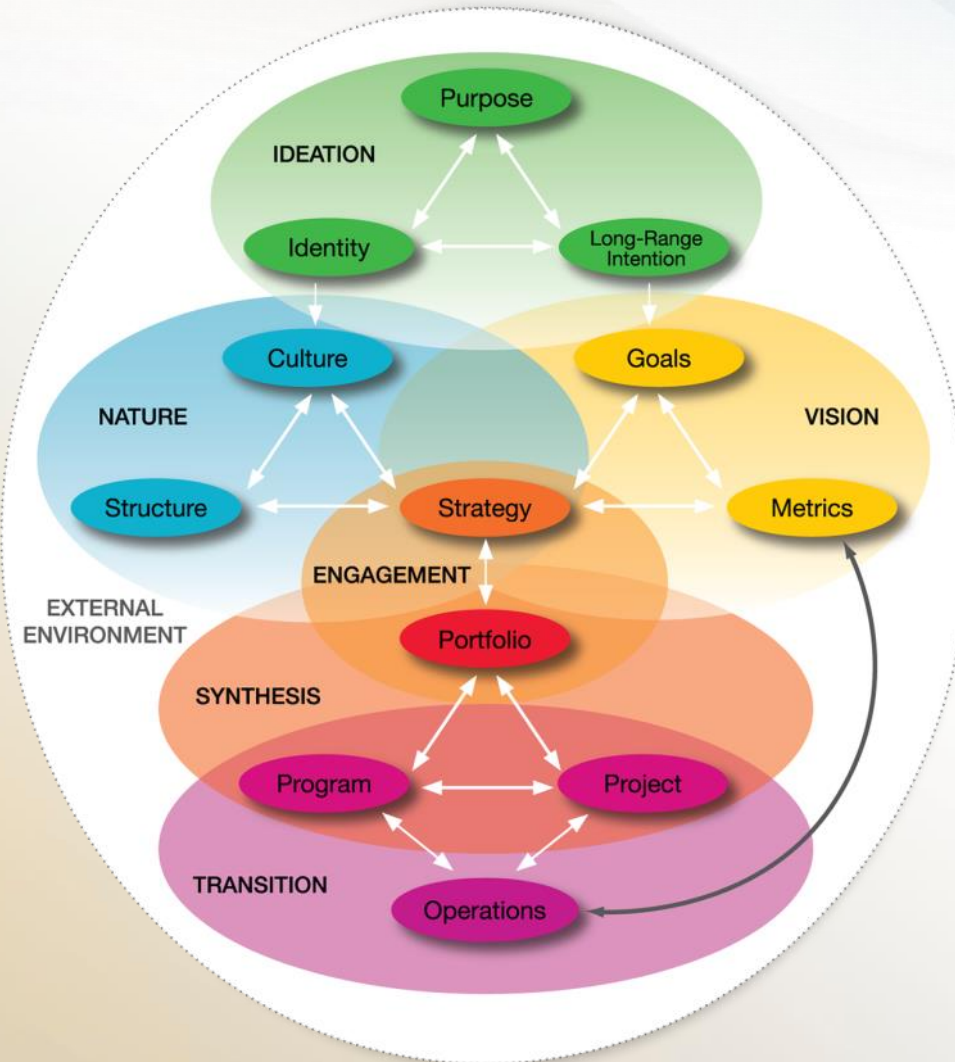 Purpose
IDEATION
Identity
Long-Range
Intention
Culture
Goals
NATURE
VISION
Structure
Strategy
Metrics
ENGAGEMENT
EXTERNAL
ENVIRONMENT
Portfolio
SYNTHESIS
Program
Project
TRANSITION
Operations